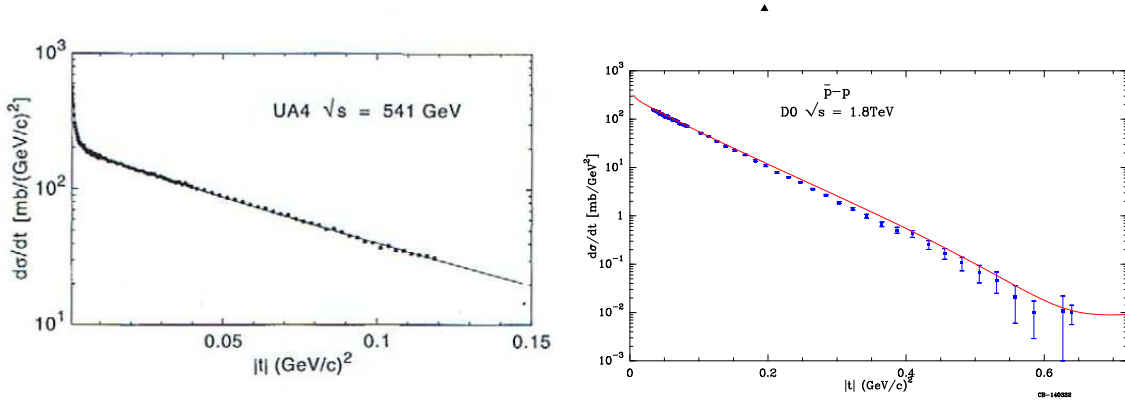 10³
10²
10¹
dσ/dt [mb/(GeV/c)²]
UA4 √s = 541 GeV
0.05
0.1
0.15
|t| (GeV/c)²
10³
10²
10
1
10⁻¹
10⁻²
10⁻³
dσ/dt [mb/GeV²]
p̄-p
D0 √s = 1.8TeV
0
0.2
0.4
0.6
|t| (GeV/c)²
CB-140322